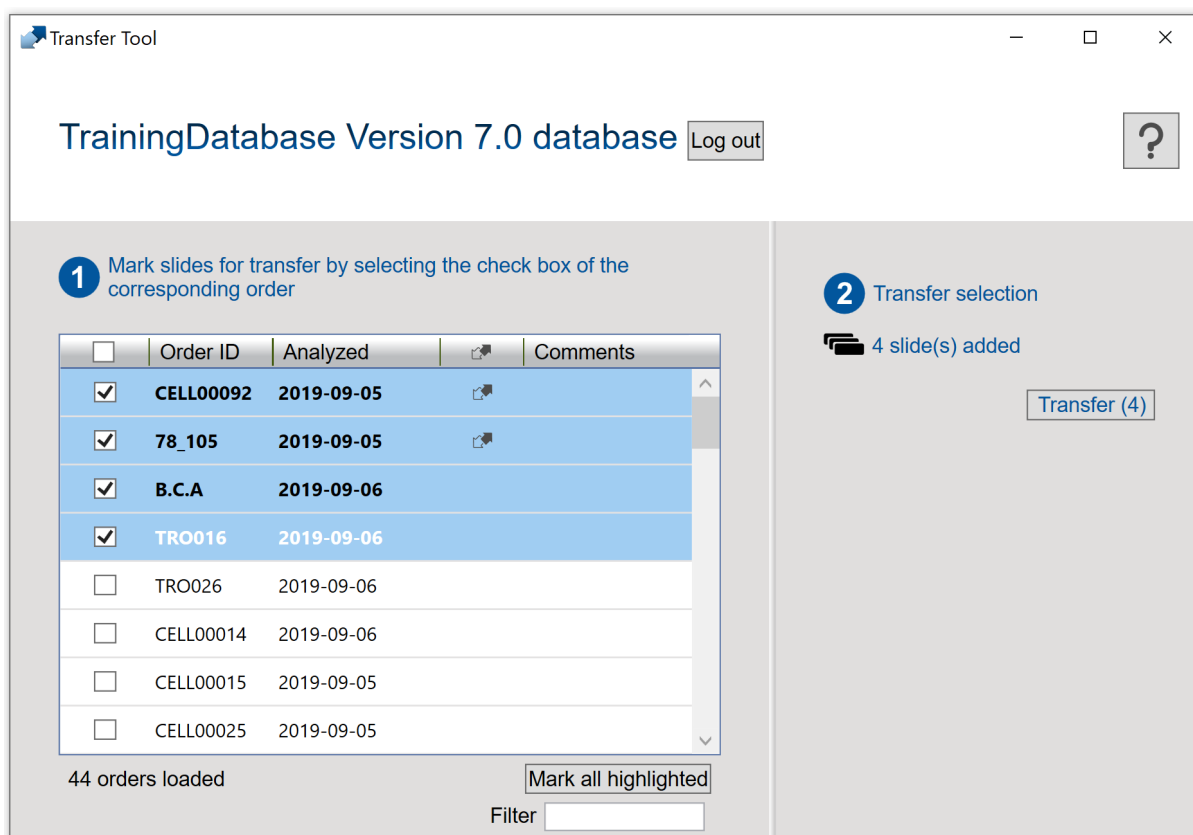 Transfer Tool
TrainingDatabase Version 7.0 database Log out
?
1 Mark slides for transfer by selecting the check box of the
corresponding order
Order ID Analyzed Comments
CELL00092 2019-09-05
78_105 2019-09-05
B.C.A 2019-09-06
TRO016 2019-09-06
TRO026 2019-09-06
CELL00014 2019-09-06
CELL00015 2019-09-05
CELL00025 2019-09-05
44 orders loaded Mark all highlighted
Filter
2 Transfer selection
4 slide(s) added
Transfer (4)